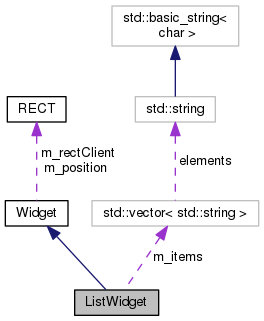 std::basic_string<
char >
RECT
std::string
m_rectClient
m_position
elements
Widget
std::vector< std::string >
m_items
ListWidget